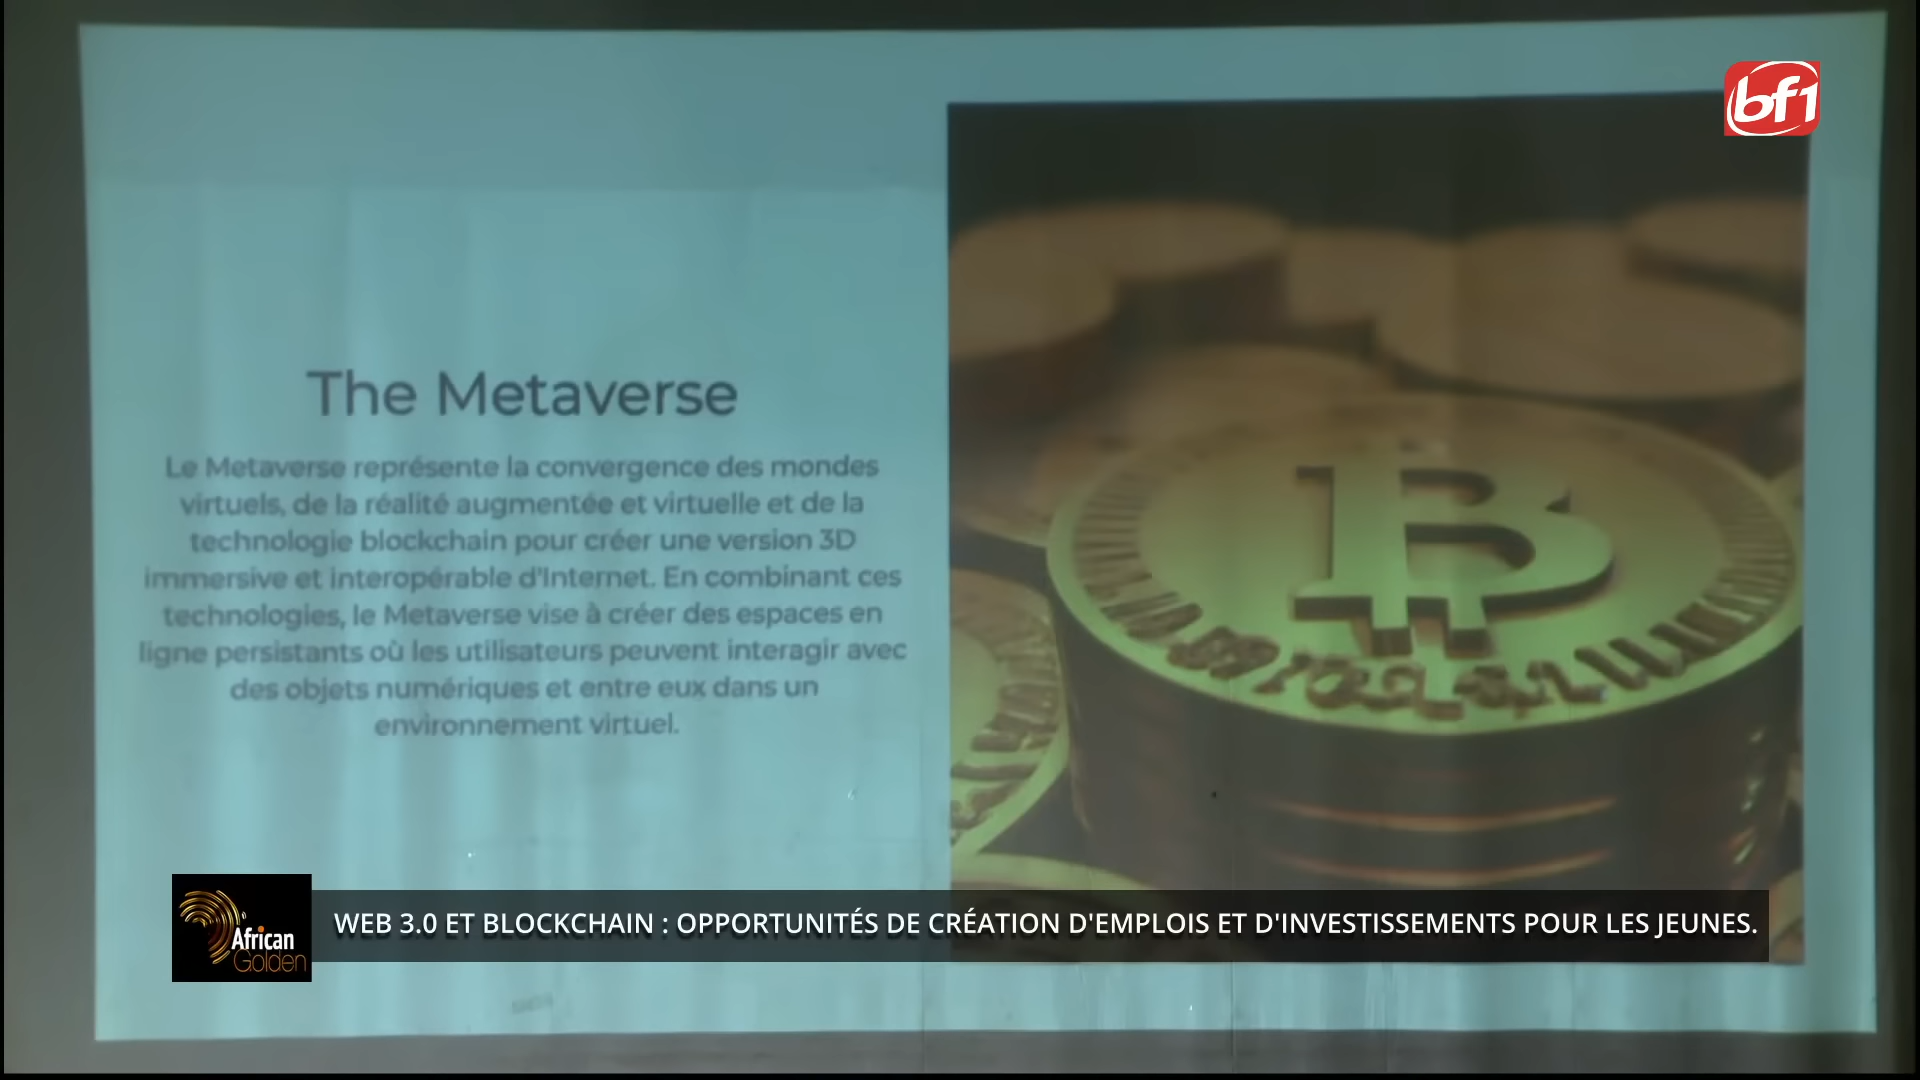 bf1
The Metaverse
Le Metaverse représente la convergence des mondes
virtuels, de la réalité augmentée et virtuelle et de la
technologie blockchain pour créer une version 3D
immersive et interopérable d'Internet. En combinant ces
technologies, le Metaverse vise à créer des espaces en
ligne persistants où les utilisateurs peuvent interagir avec
des objets numériques et entre eux dans un
environnement virtuel.
African
Golden
WEB 3.0 ET BLOCKCHAIN : OPPORTUNITÉS DE CRÉATION D'EMPLOIS ET D'INVESTISSEMENTS POUR LES JEUNES.